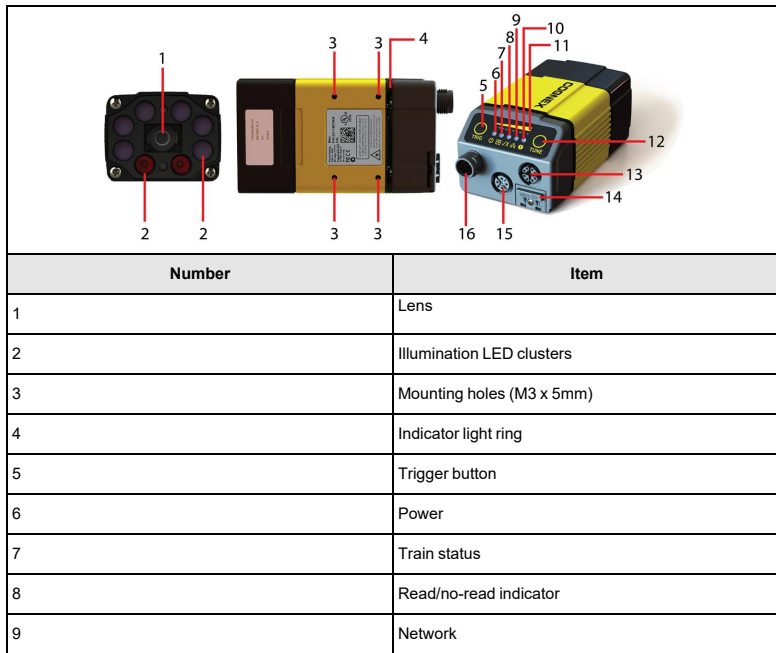 9
8
10
3
3
4
7
11
1
6
5
COGNEX
12
TRIG
TUNE
13
14
2
2
3
3
16
15
Number
Item
1
Lens
2
Illumination LED clusters
3
Mounting holes (M3 x 5mm)
4
Indicator light ring
5
Trigger button
6
Power
7
Train status
8
Read/no-read indicator
9
Network